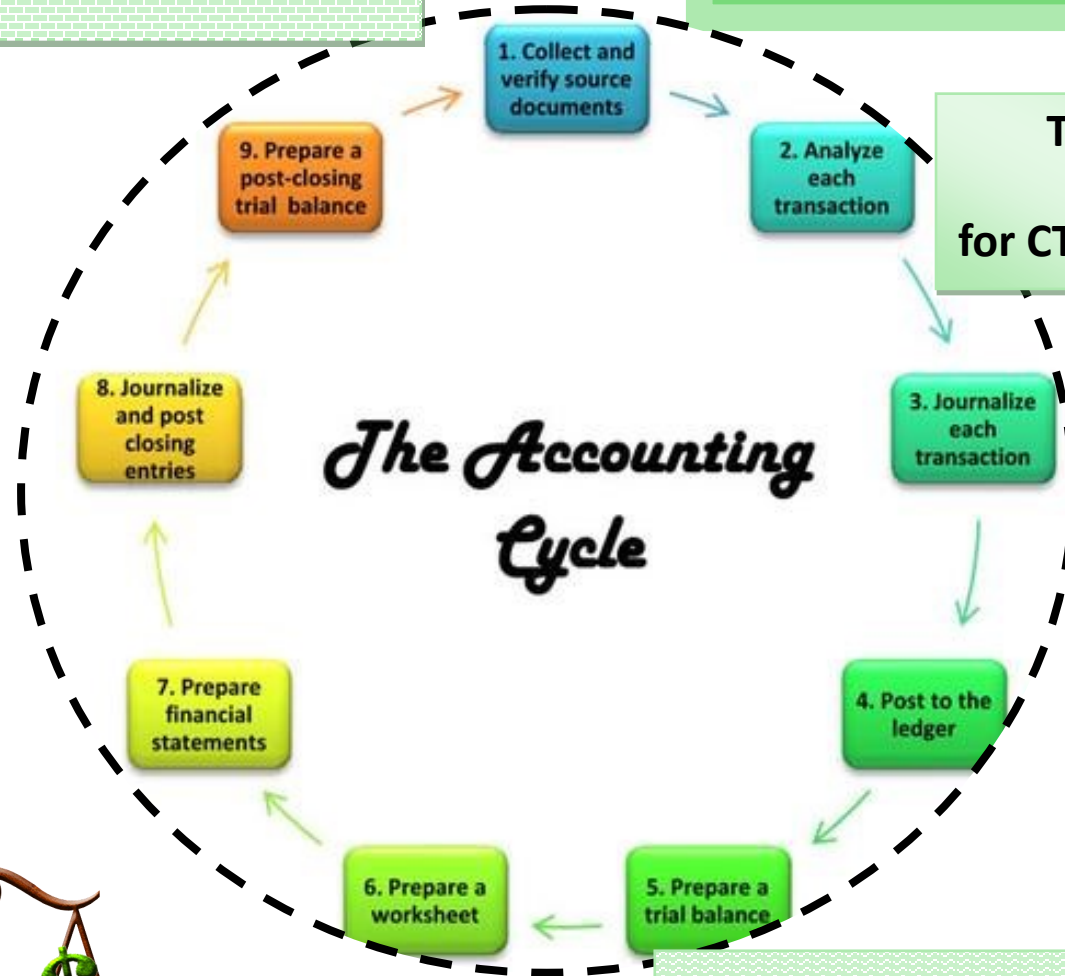 1. Collect and
verify source
documents
2. Analyze
each
transaction
3. Journalize
each
transaction
4. Post to the
ledger
5. Prepare a
trial balance
6. Prepare a
worksheet
7. Prepare
financial
statements
8. Journalize
and post
closing
entries
9. Prepare a
post-closing
trial balance
The Accounting
Cycle
for